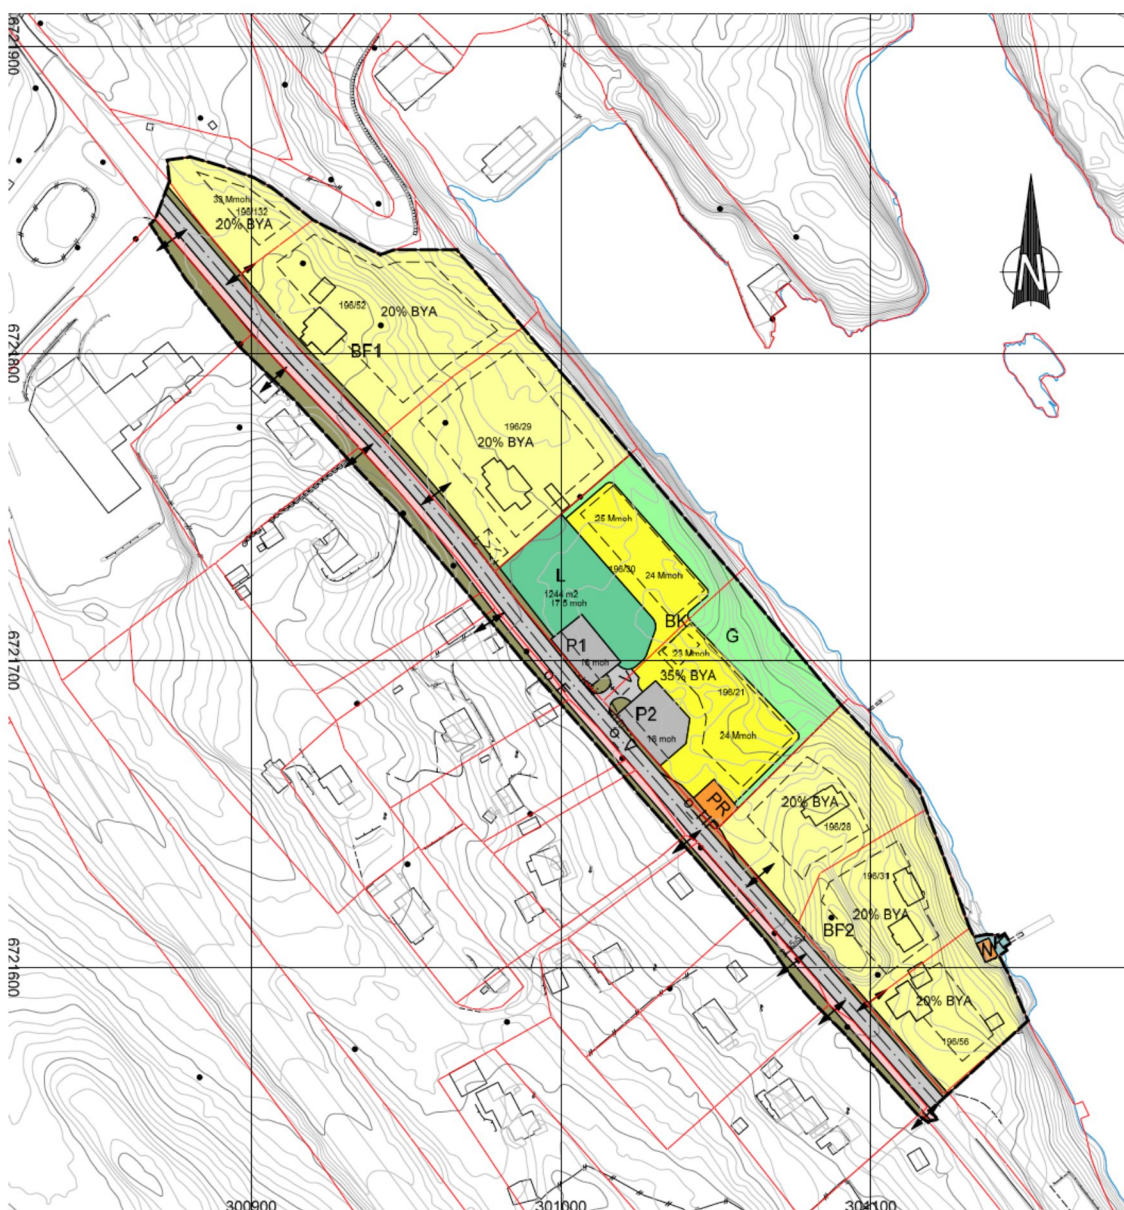 6721900
33 Mmoh
196/132
20% BYA
N
196/52
20% BYA
BF1
6721800
196/29
20% BYA
25 Mmoh
L
196/30
24 Mmoh
1244 m2
17.5 moh
BK
G
R1
23 Mmoh
6721700
16 moh
35% BYA
V
196/21
P2
O_V
16 moh
24 Mmoh
PR
20% BYA
196/28
196/31
20% BYA
BF2
W
6721600
20% BYA
196/56
300900
301000
301100